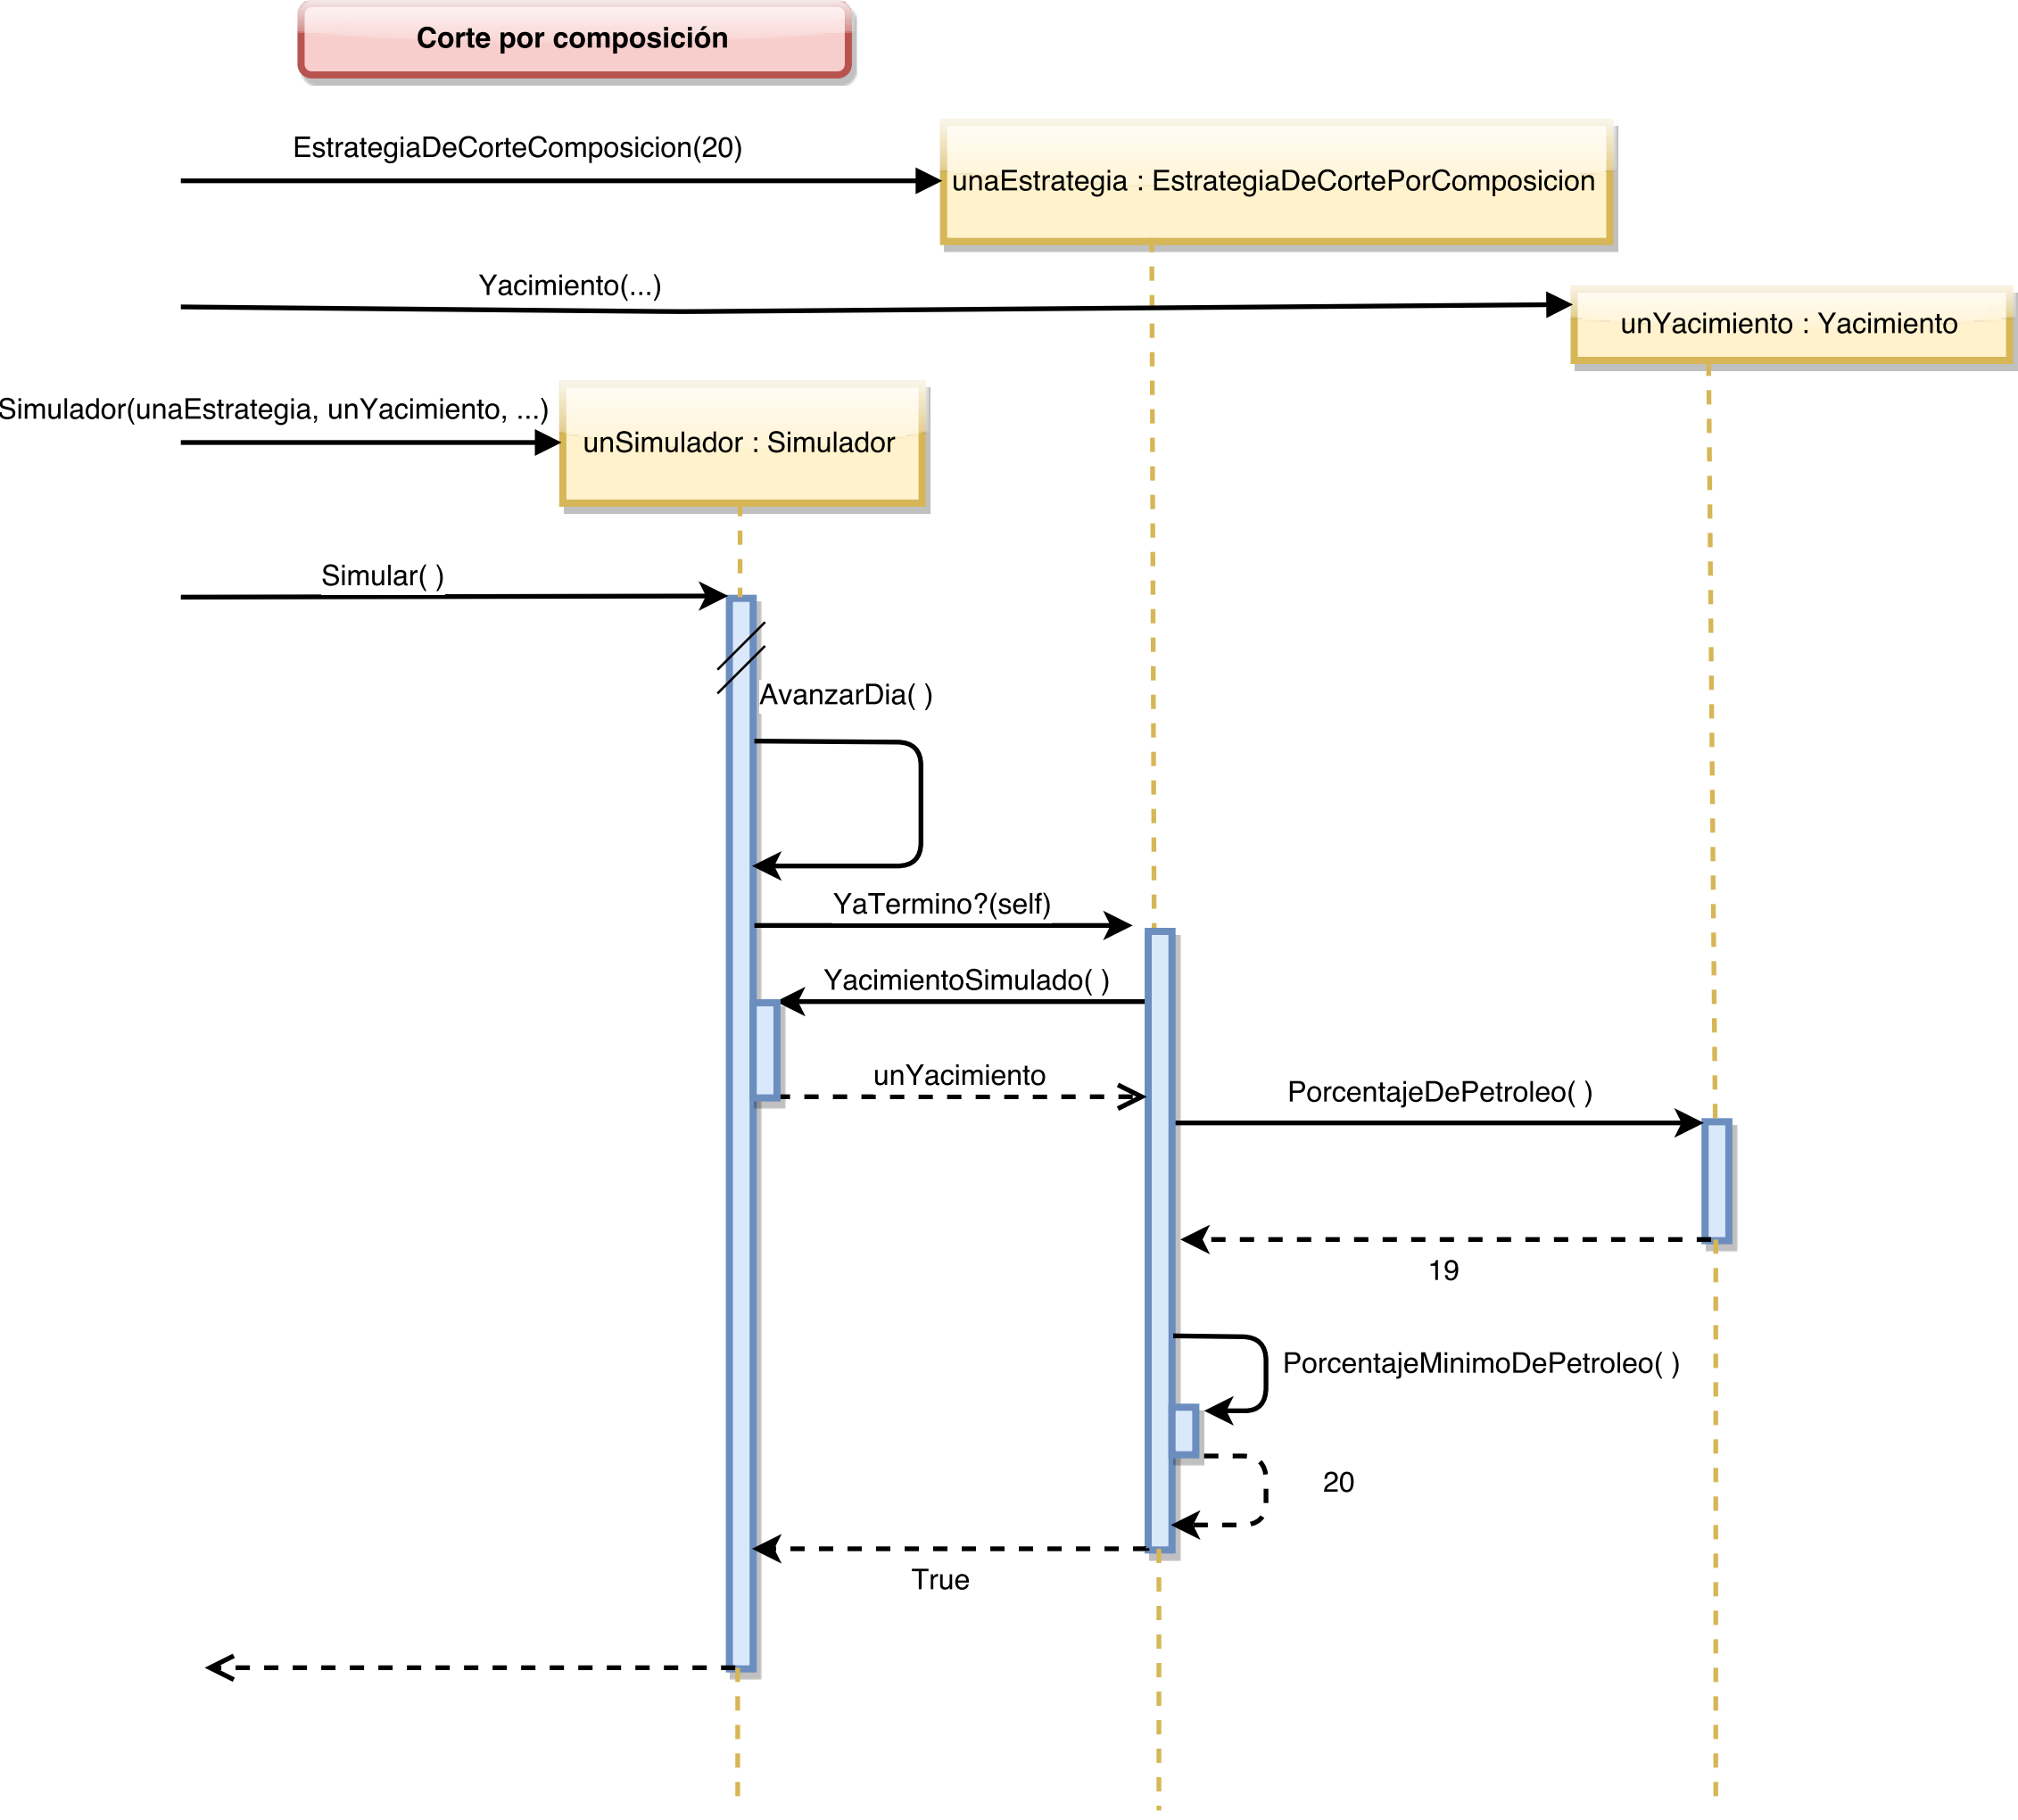 Corte por composición
EstrategiaDeCorteComposicion(20)
unaEstrategia : EstrategiaDeCortePorComposicion
Yacimiento(...)
unYacimiento : Yacimiento
Simulador(unaEstrategia, unYacimiento, ...)
unSimulador : Simulador
Simular( )
AvanzarDia( )
YaTermino?(self)
YacimientoSimulado( )
unYacimiento
PorcentajeDePetroleo( )
19
PorcentajeMinimoDePetroleo( )
20
True